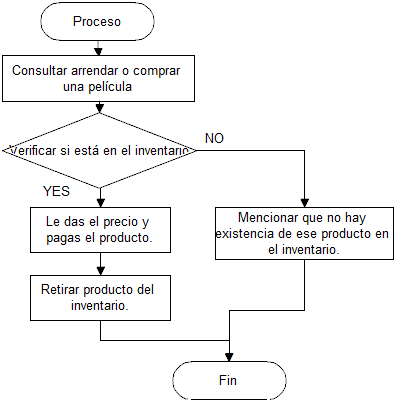 Proceso
Consultar arrendar o comprar
una película
Verificar si está en el inventario
NO
YES
Le das el precio y
pagas el producto.
Mencionar que no hay
existencia de ese producto en
el inventario.
Retirar producto del
inventario.
Fin